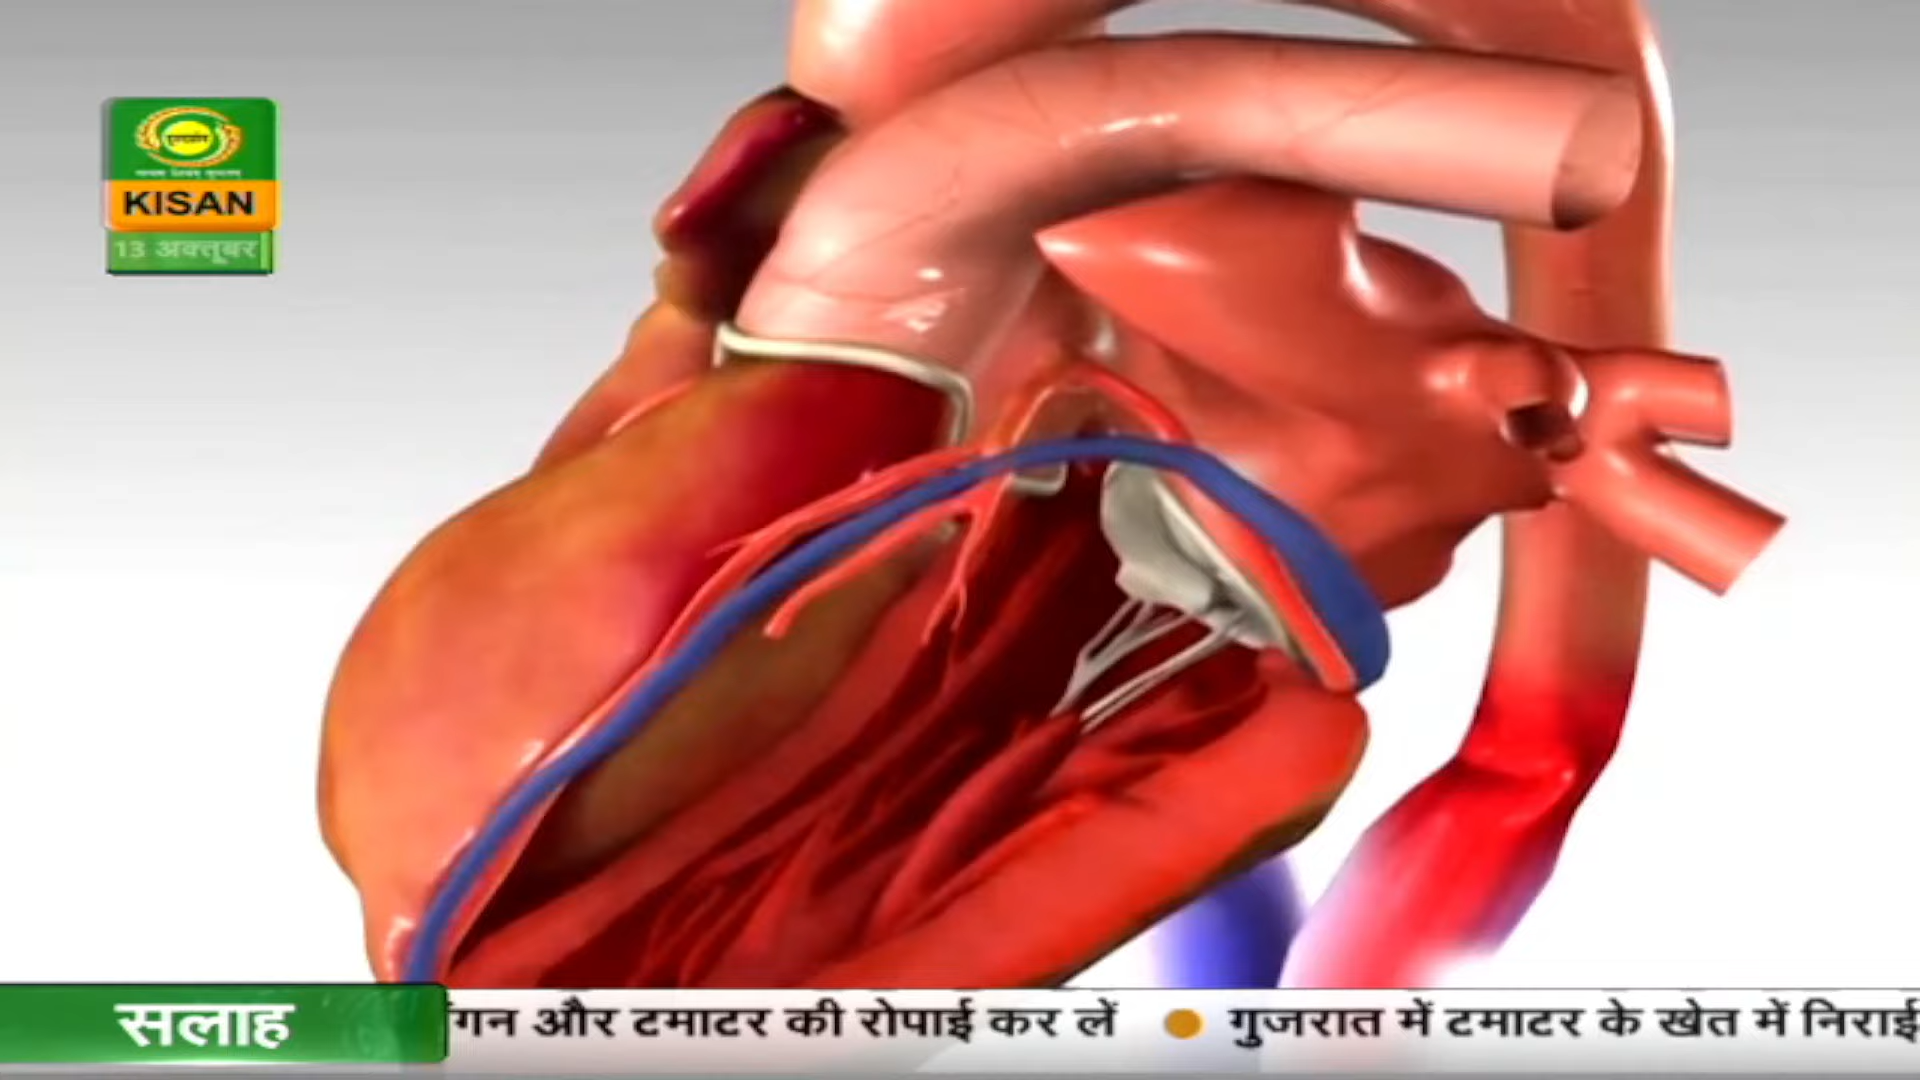 KISAN
13 अक्तूबर
सलाह
गन और टमाटर की रोपाई कर लें ● गुजरात में टमाटर के खेत में निराई